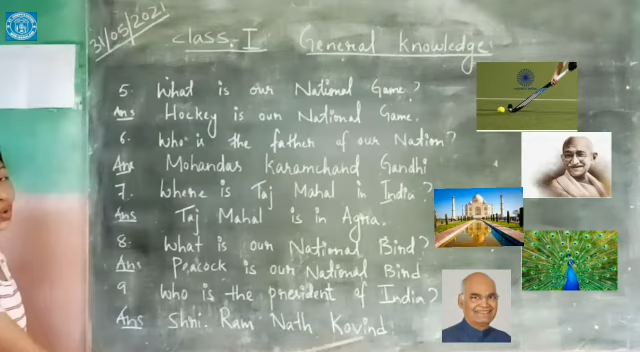 31/05/2021
Class-I General Knowledge
5. What is our National Game?
Ans Hockey is our National Game.
6. Who is the father of our Nation?
Ans Mohandas Karamchand Gandhi
7. Where is Taj Mahal in India?
Ans Taj Mahal is in Agra.
8. What is our National Bird?
Ans Peacock is our National Bird
9 Who is the president of India?
Ans Shri. Ram Nath Kovind.